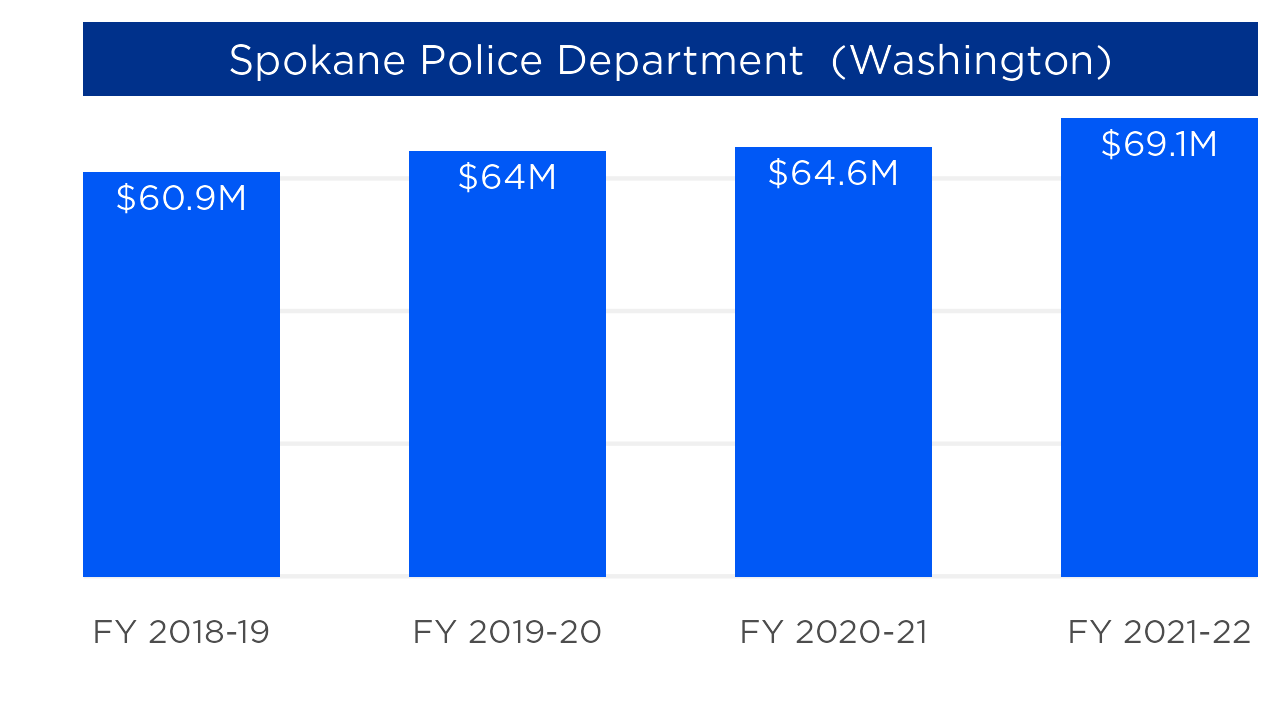 Spokane Police Department (Washington)
$60.9M
$64M
$64.6M
$69.1M
FY 2018-19
FY 2019-20
FY 2020-21
FY 2021-22